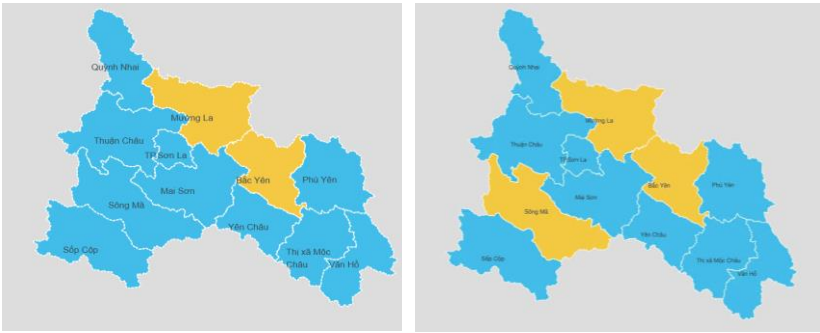 Quỳnh Nhai
Mường La
Thuận Châu
TP.Sơn La
Bắc Yên
Phù Yên
Mai Sơn
Sông Mã
Yên Châu
Sốp Cộp
Thị xã Mộc
Châu
Vân Hồ
Quỳnh Nhai
Mường La
Thuận Châu
TP.Sơn La
Bắc Yên
Phù Yên
Mai Sơn
Sông Mã
Yên Châu
Sốp Cộp
Thị xã Mộc Châu
Vân Hồ